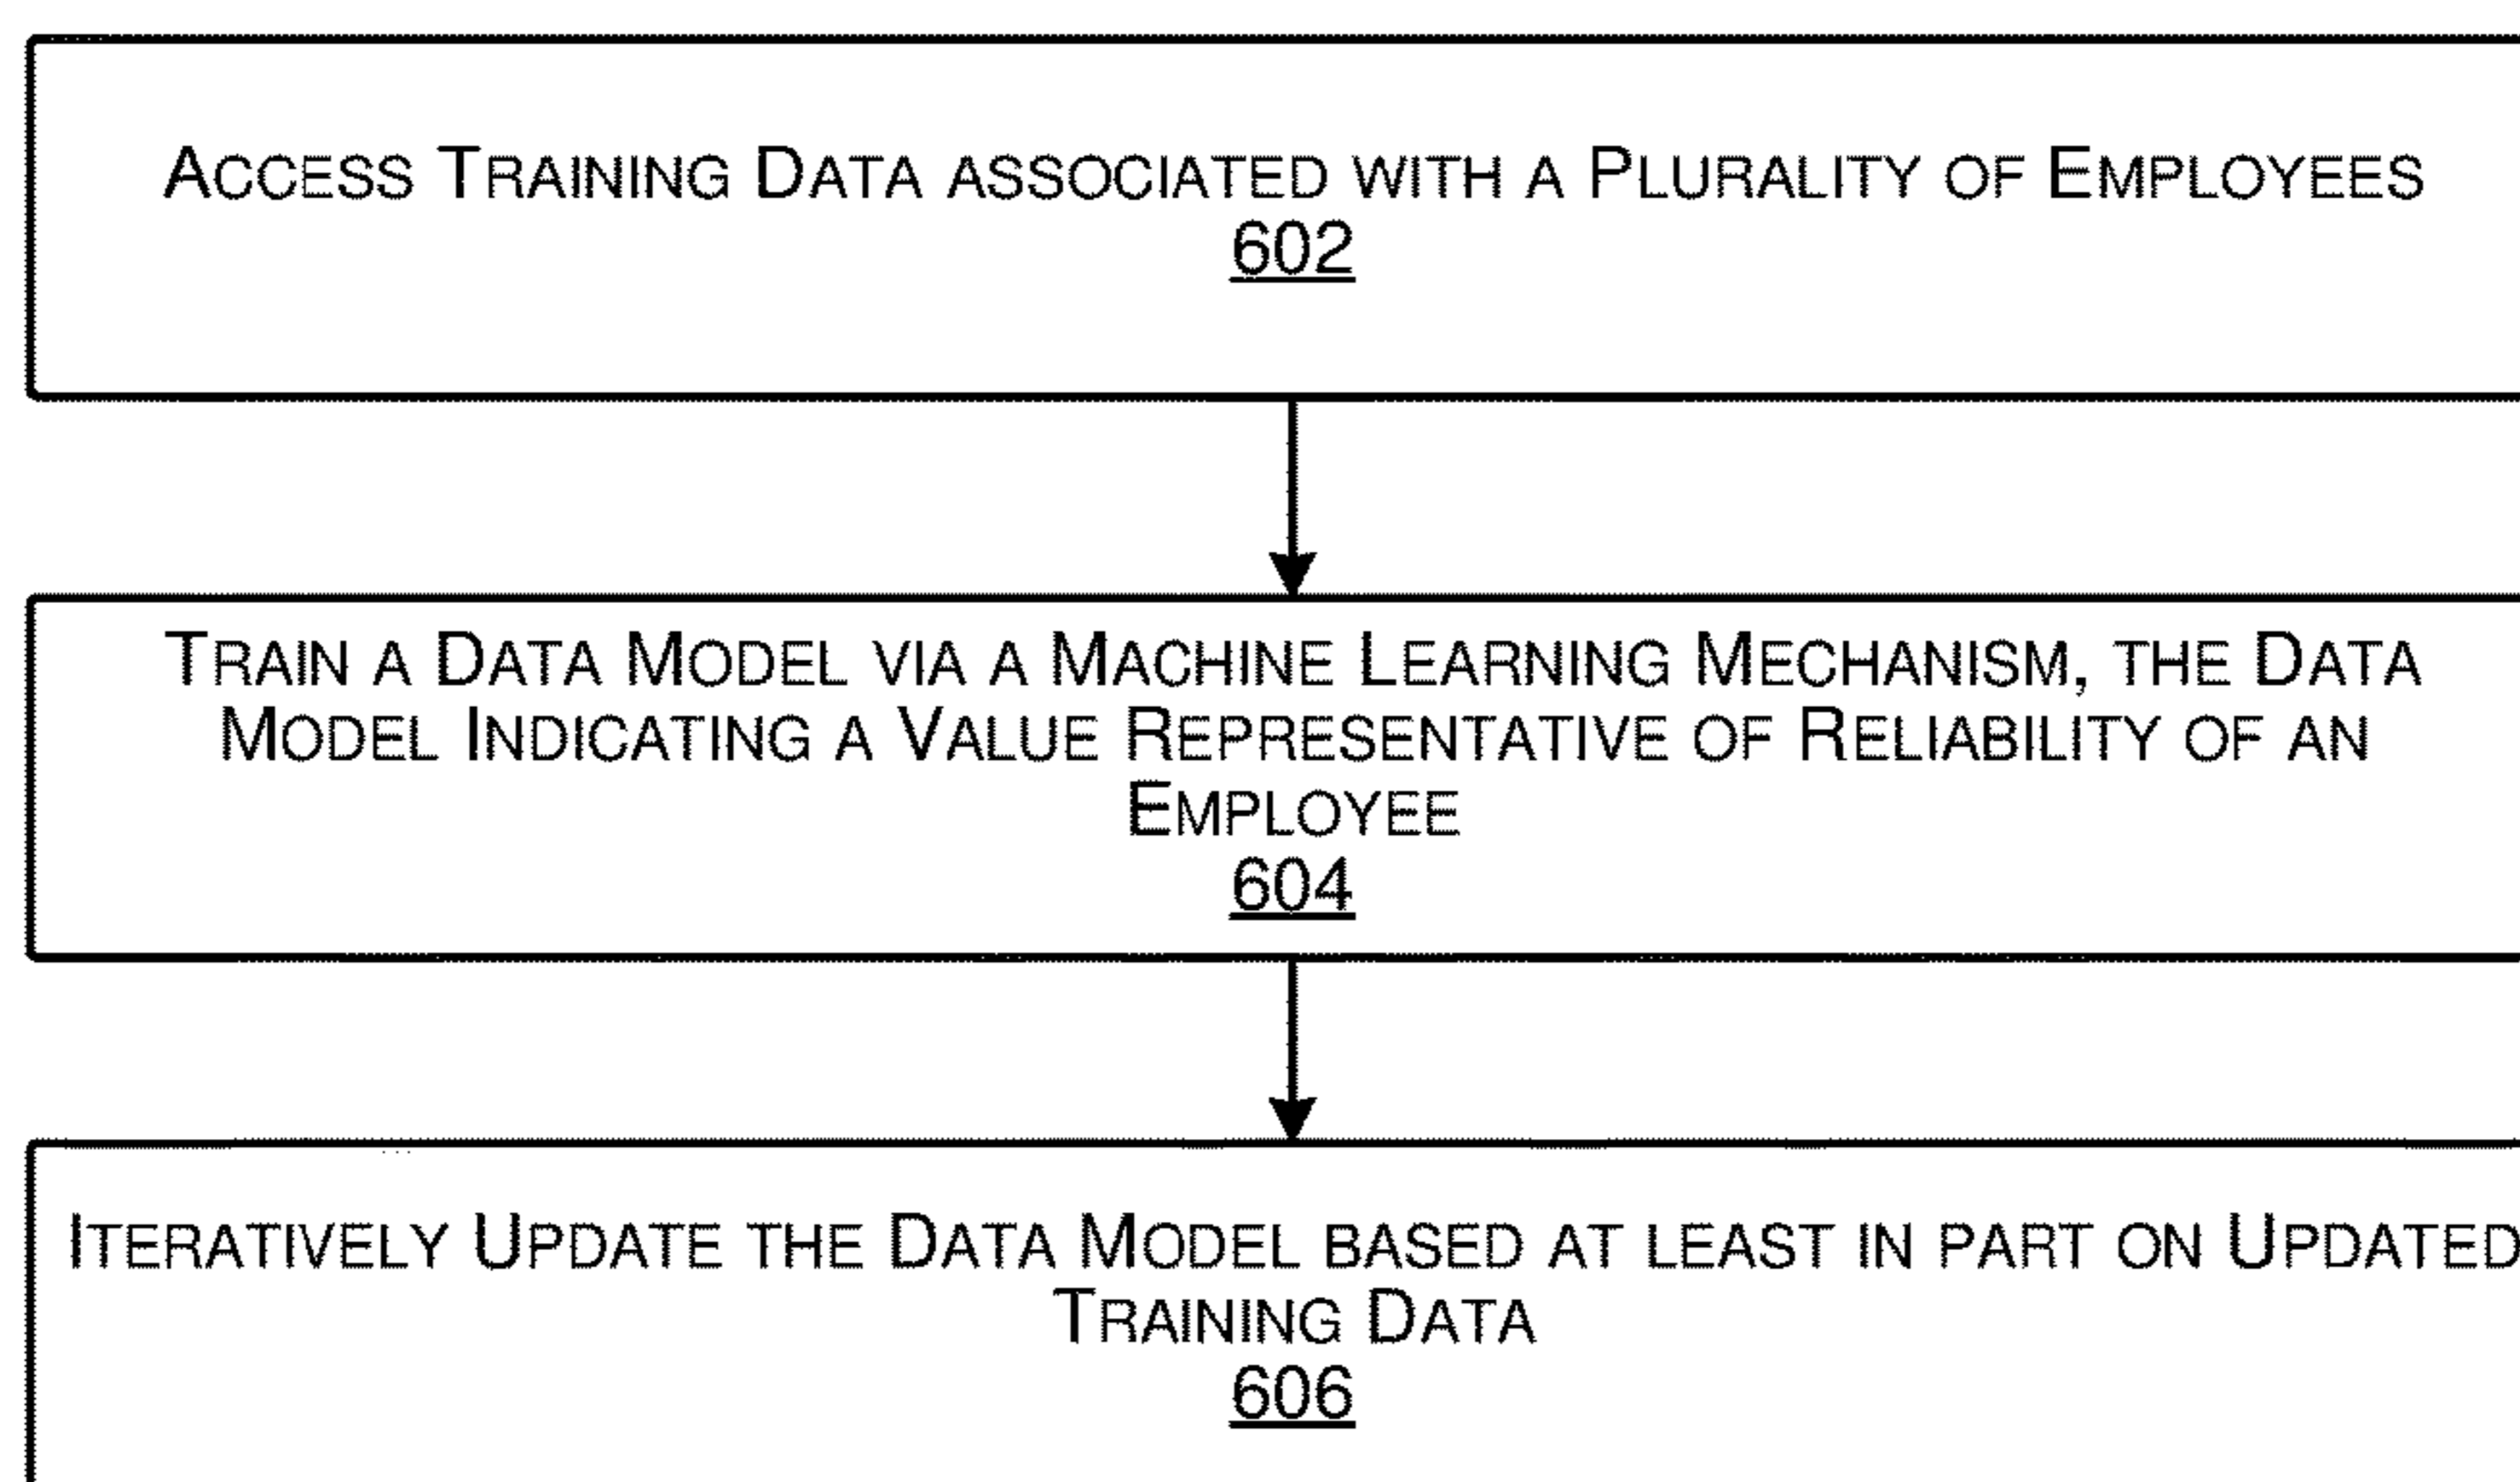 ACCESS TRAINING DATA ASSOCIATED WITH A PLURALITY OF EMPLOYEES
602
TRAIN A DATA MODEL VIA A MACHINE LEARNING MECHANISM, THE DATA
MODEL INDICATING A VALUE REPRESENTATIVE OF RELIABILITY OF AN
EMPLOYEE
604
ITERATIVELY UPDATE THE DATA MODEL BASED AT LEAST IN PART ON UPDATED
TRAINING DATA
606